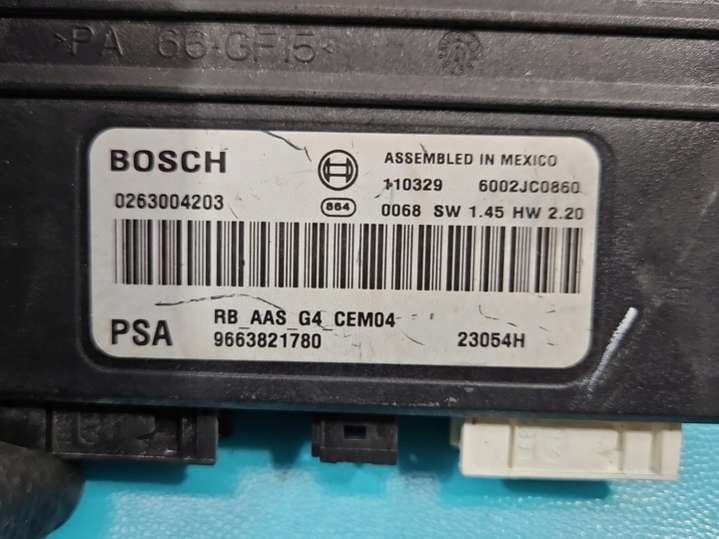 >PA 66-GF15<
BOSCH
ASSEMBLED IN MEXICO
110329 6002JC0860
0263004203
864
0068 SW 1.45 HW 2.20
RB_AAS_G4_CEM04
PSA
9663821780
23054H